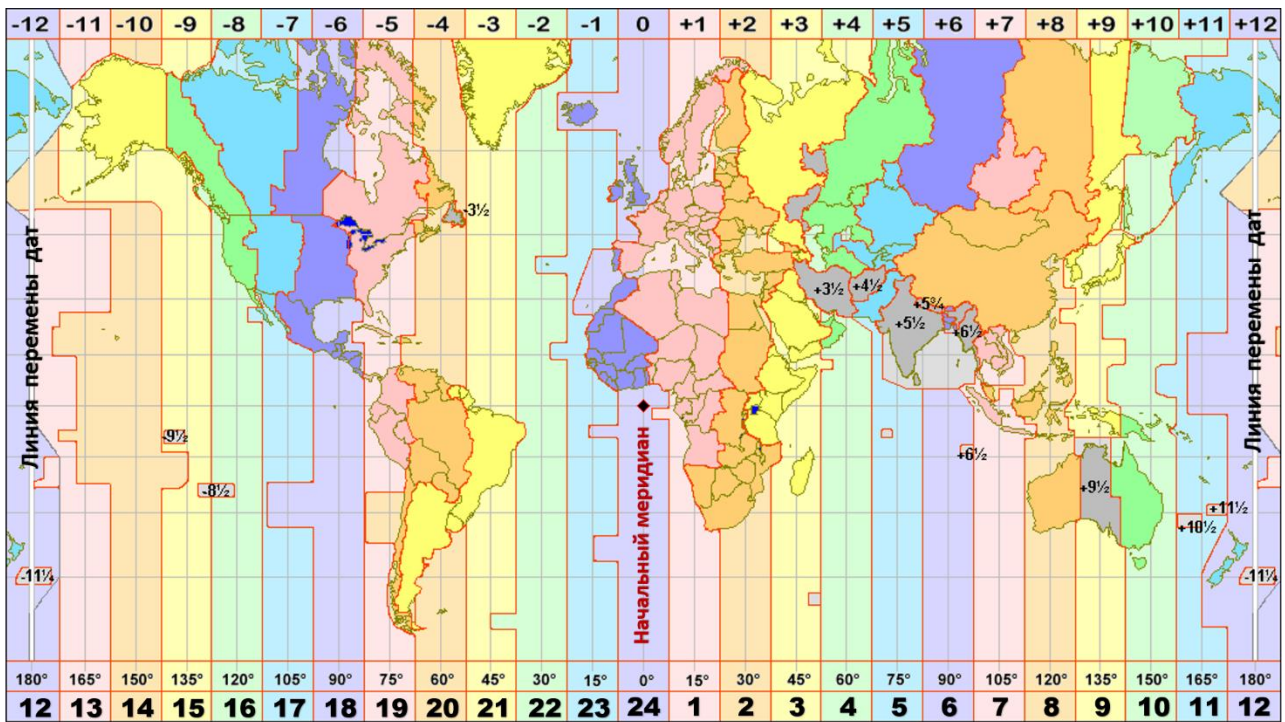 -12 -11 -10 -9 -8 -7 -6 -5 -4 -3 -2 -1 0 +1 +2 +3 +4 +5 +6 +7 +8 +9 +10 +11 +12
-3½
Линия перемены дат
Линия перемены дат
+3½ +4½ +5¾
+5½ +6½
Начальный меридиан
-9½
+6½
-8½
+9½
+11½
+10½
-11¼
-11¼
180° 165° 150° 135° 120° 105° 90° 75° 60° 45° 30° 15° 0° 15° 30° 45° 60° 75° 90° 105° 120° 135° 150° 165° 180°
12 13 14 15 16 17 18 19 20 21 22 23 24 1 2 3 4 5 6 7 8 9 10 11 12